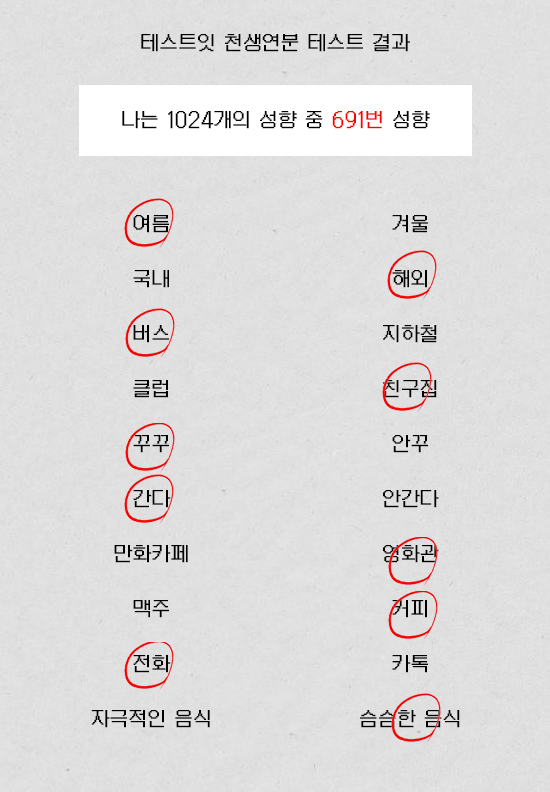 테스트잇 천생연분 테스트 결과
나는 1024개의 성향 중 691번 성향
여름 겨울
국내 해외
버스 지하철
클럽 친구집
꾸꾸 안꾸
간다 안간다
만화카페 영화관
맥주 커피
전화 카톡
자극적인 음식 슴슴한 음식